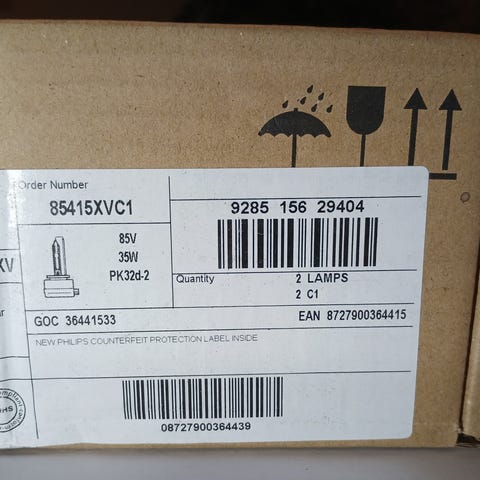 Order Number
85415XVC1
9285 156 29404
85V
35W
PK32d-2
XV
Quantity 2 LAMPS
2 C1
GOC 36441533
EAN 8727900364415
NEW PHILIPS COUNTERFEIT PROTECTION LABEL INSIDE
08727900364439